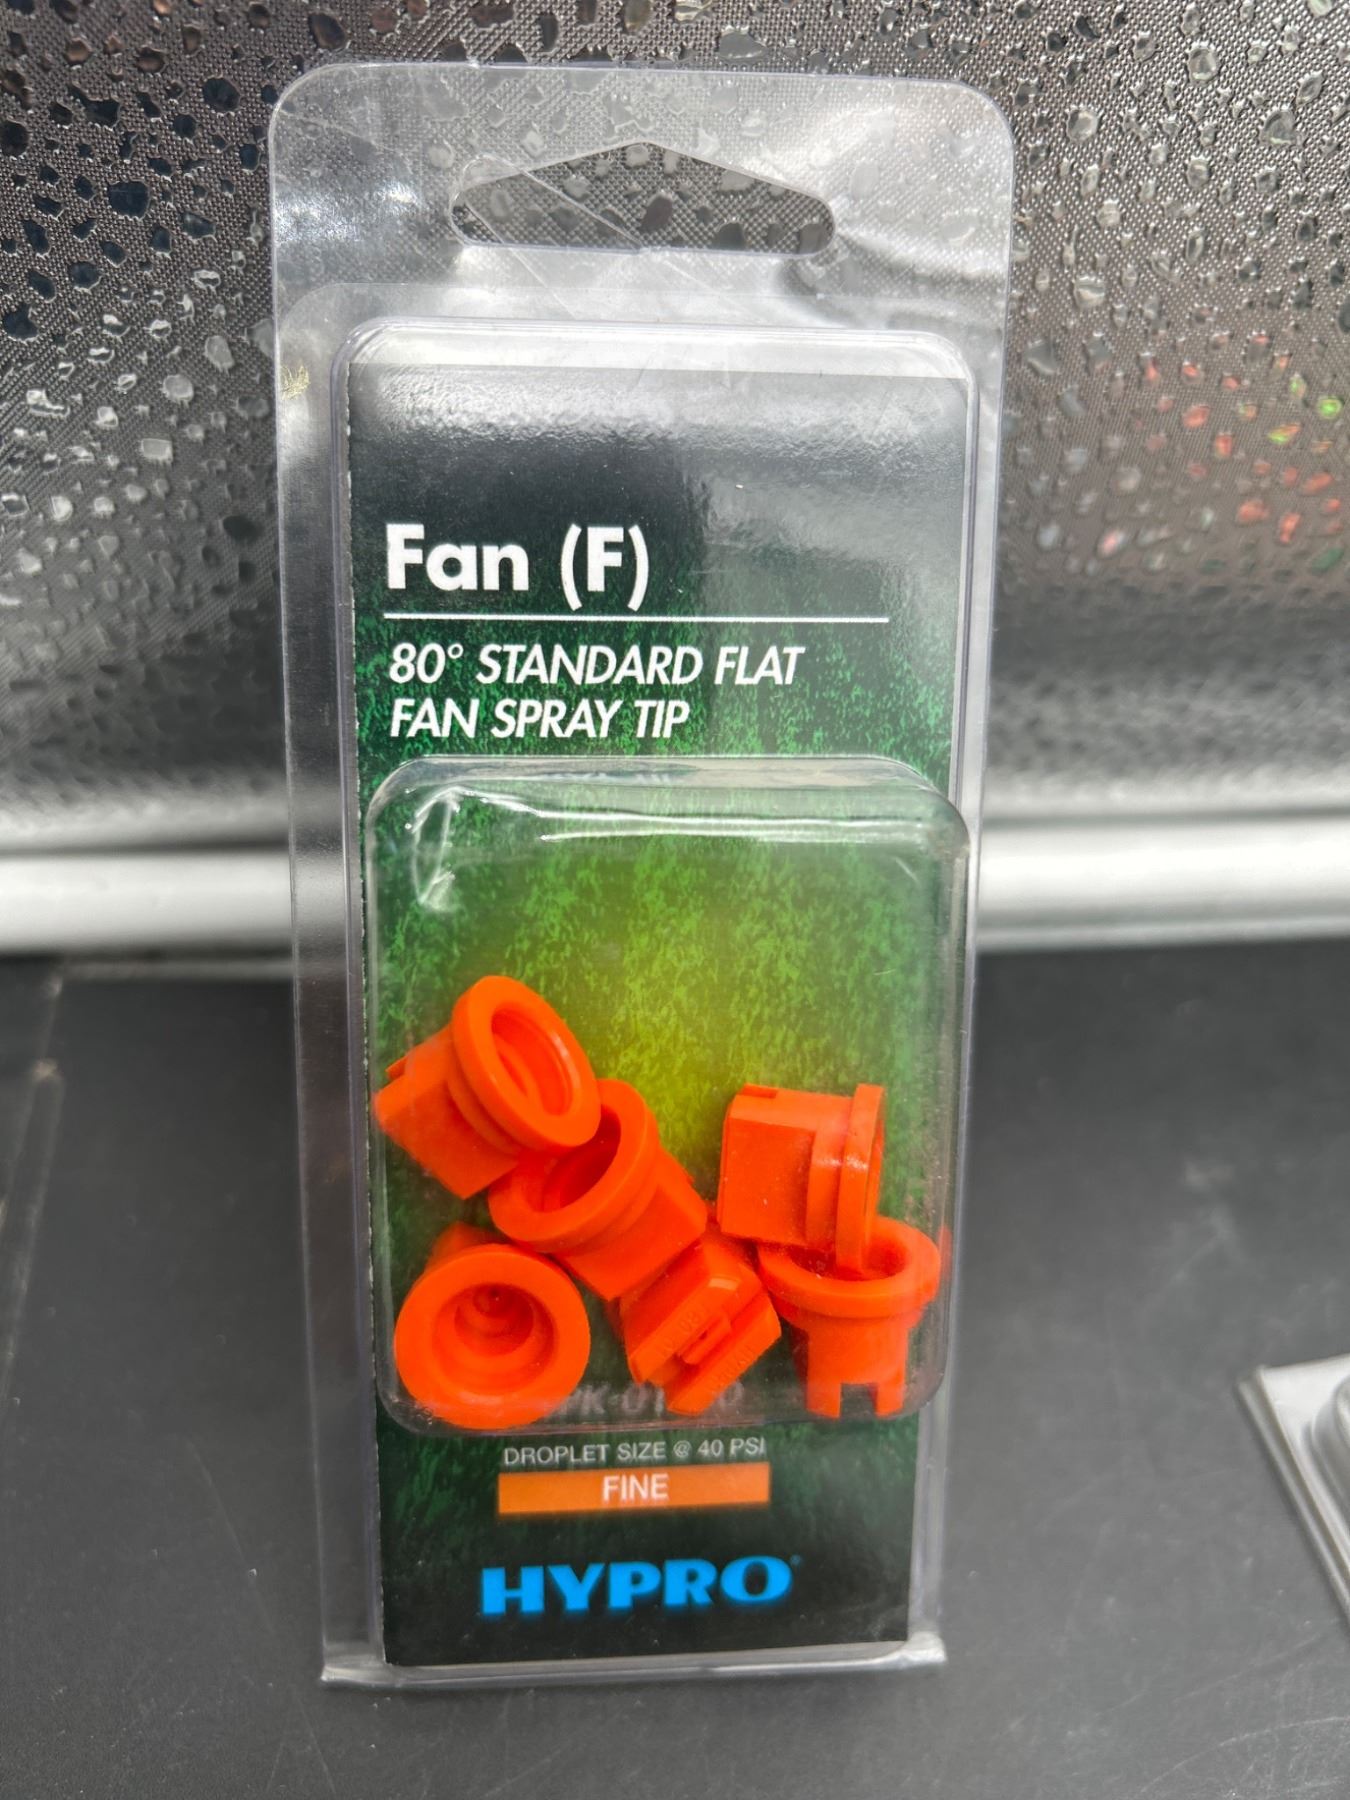 Fan (F)
80° STANDARD FLAT
FAN SPRAY TIP
DROPLET SIZE @ 40 PSI
FINE
HYPRO